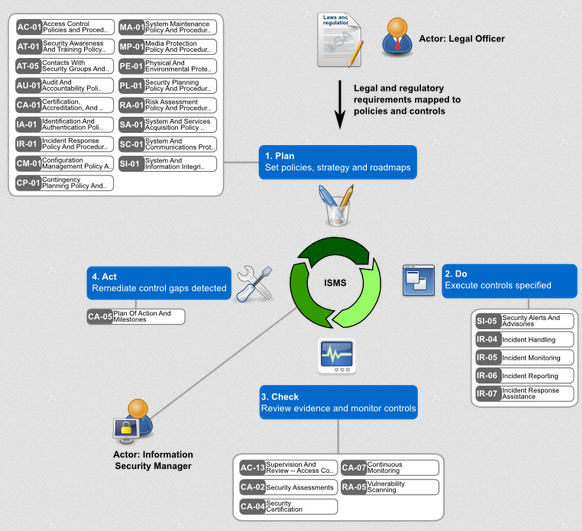 AC-01 Access Control
Policies and Proced..
AT-01 Security Awareness
And Training Policy..
AT-05 Contacts With
Security Groups And...
AU-01 Audit And
Accountability Poli..
CA-01 Certification,
Accreditation, And ..
IA-01 Identification And
Authentication Poli..
IR-01 Incident Response
Policy And Procedur...
CM-01 Configuration
Management Policy A..
CP-01 Contingency
Planning Policy And..
MA-01 System Maintenance
Policy And Procedur...
MP-01 Media Protection
Policy And Procedur...
PE-01 Physical And
Environmental Prote..
PL-01 Security Planning
Policy And Procedur...
RA-01 Risk Assessment
Policy And Procedur...
SA-01 System And Services
Acquisition Policy ..
SC-01 System And
Communications Prot..
SI-01 System And
Information Integri..
Laws and
regulation
USA
Actor: Legal Officer
Legal and regulatory
requirements mapped to
policies and controls
1. Plan
Set policies, strategy and roadmaps
4. Act
Remediate control gaps detected
CA-05 Plan Of Action And
Milestones
ISMS
2. Do
Execute controls specified
SI-05 Security Alerts And
Advisories
IR-04 Incident Handling
IR-05 Incident Monitoring
IR-06 Incident Reporting
IR-07 Incident Response
Assistance
3. Check
Review evidence and monitor controls
Actor: Information
Security Manager
AC-13 Supervision And
Review -- Access Co..
CA-02 Security Assessments
CA-04 Security
Certification
CA-07 Continuous
Monitoring
RA-05 Vulnerability
Scanning